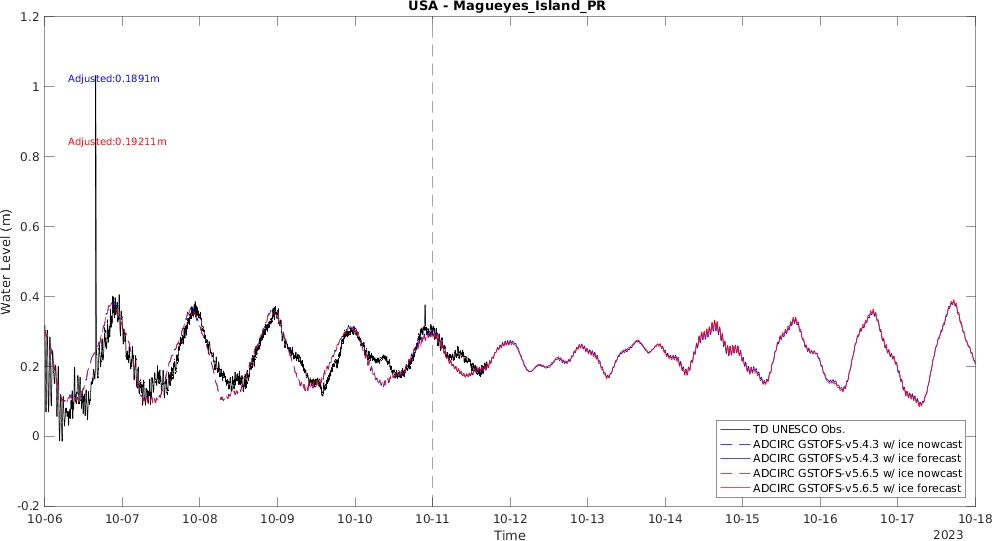 USA - Magueyes_Island_PR
1.2
1
0.8
0.6
0.4
0.2
0
-0.2
Water Level (m)
Adjusted:0.1891m
Adjusted:0.19211m
TD UNESCO Obs.
ADCIRC GSTOFS-v5.4.3 w/ ice nowcast
ADCIRC GSTOFS-v5.4.3 w/ ice forecast
ADCIRC GSTOFS-v5.6.5 w/ ice nowcast
ADCIRC GSTOFS-v5.6.5 w/ ice forecast
10-06 10-07 10-08 10-09 10-10 10-11 10-12 10-13 10-14 10-15 10-16 10-17 10-18
Time
2023